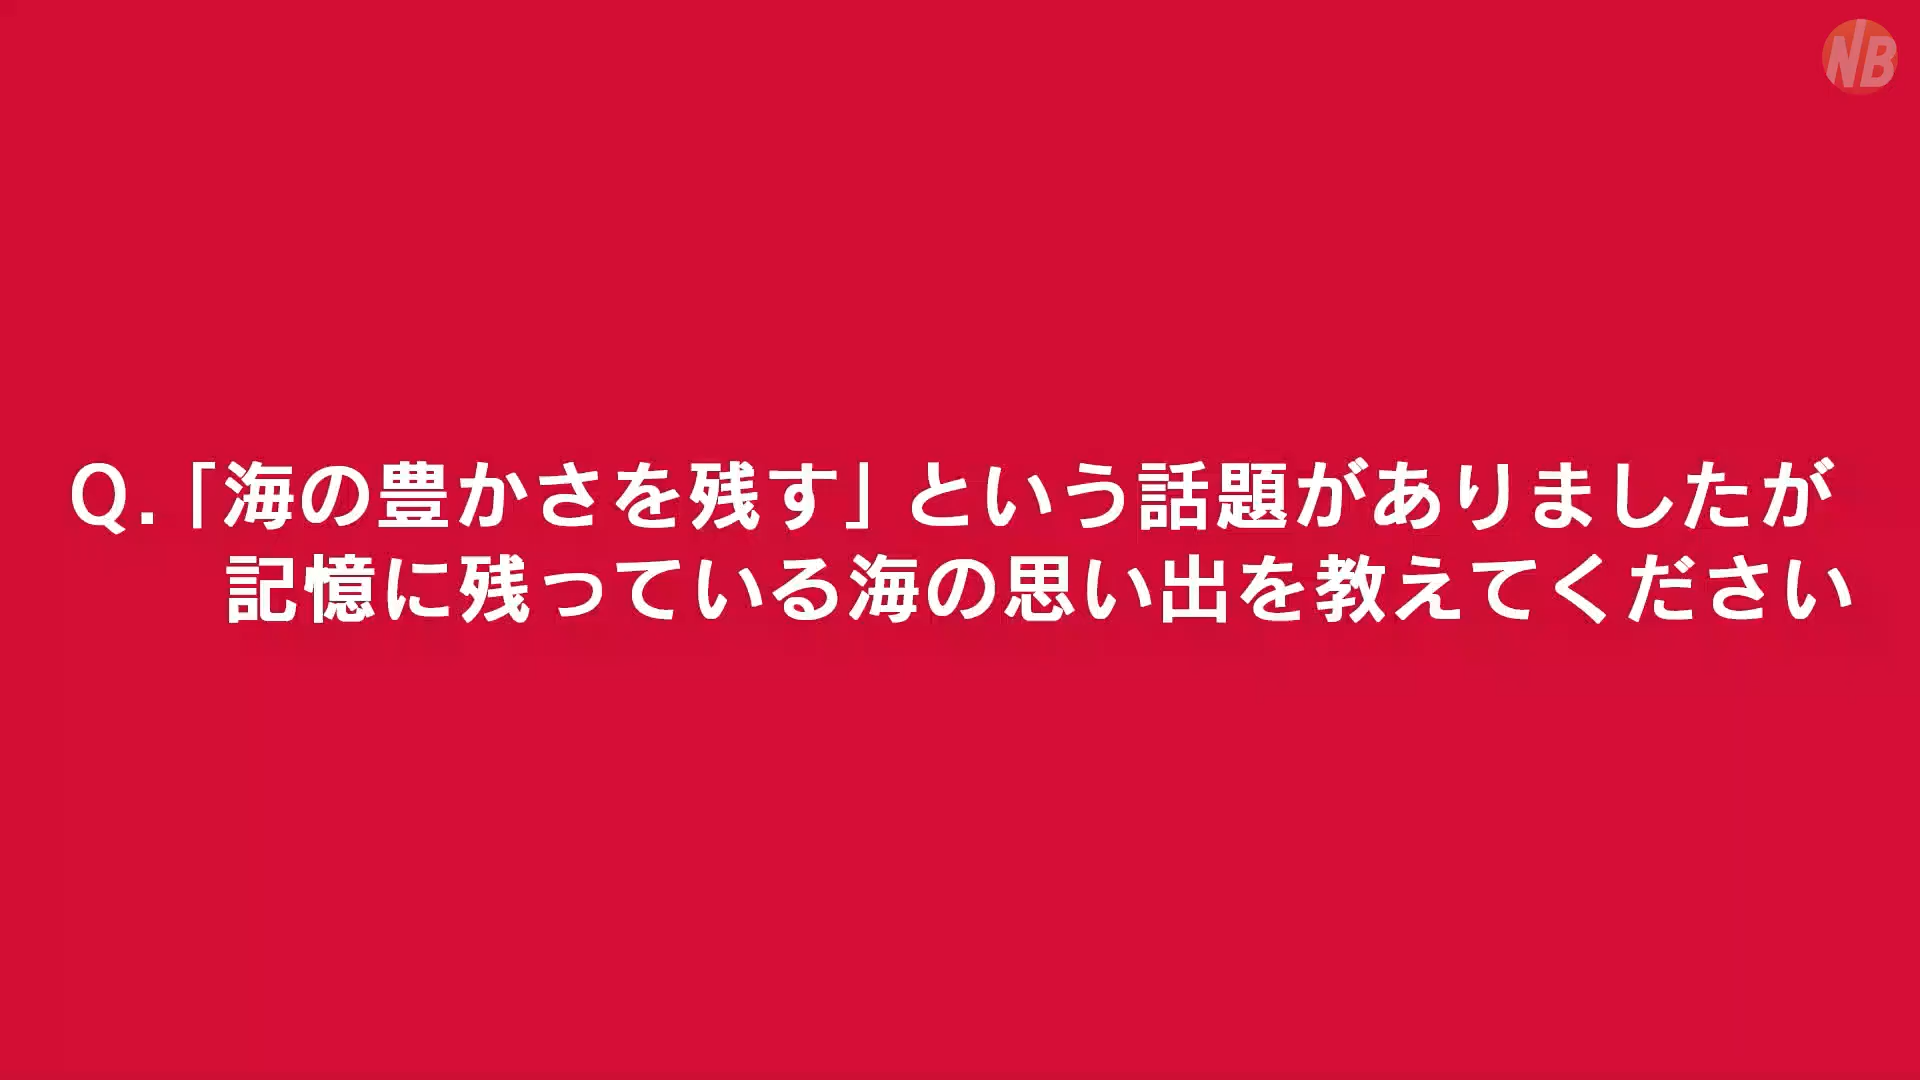 NB
Q.「海の豊かさを残す」という話題がありましたが
記憶に残っている海の思い出を教えてください